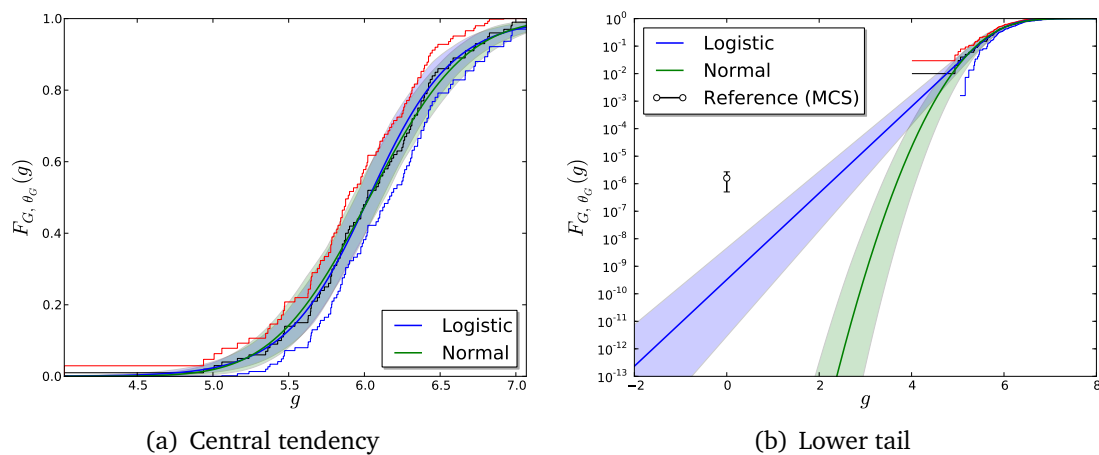 1.0
0.8
0.6
0.4
0.2
0.0
F_{G, θ_G}(g)
4.5 5.0 5.5 6.0 6.5 7.0
g
Logistic
Normal
(a) Central tendency
10^0
10^{-1}
10^{-2}
10^{-3}
10^{-4}
10^{-5}
10^{-6}
10^{-7}
10^{-8}
10^{-9}
10^{-10}
10^{-11}
10^{-12}
10^{-13}
F_{G, θ_G}(g)
−2 0 2 4 6 8
g
Logistic
Normal
Reference (MCS)
(b) Lower tail